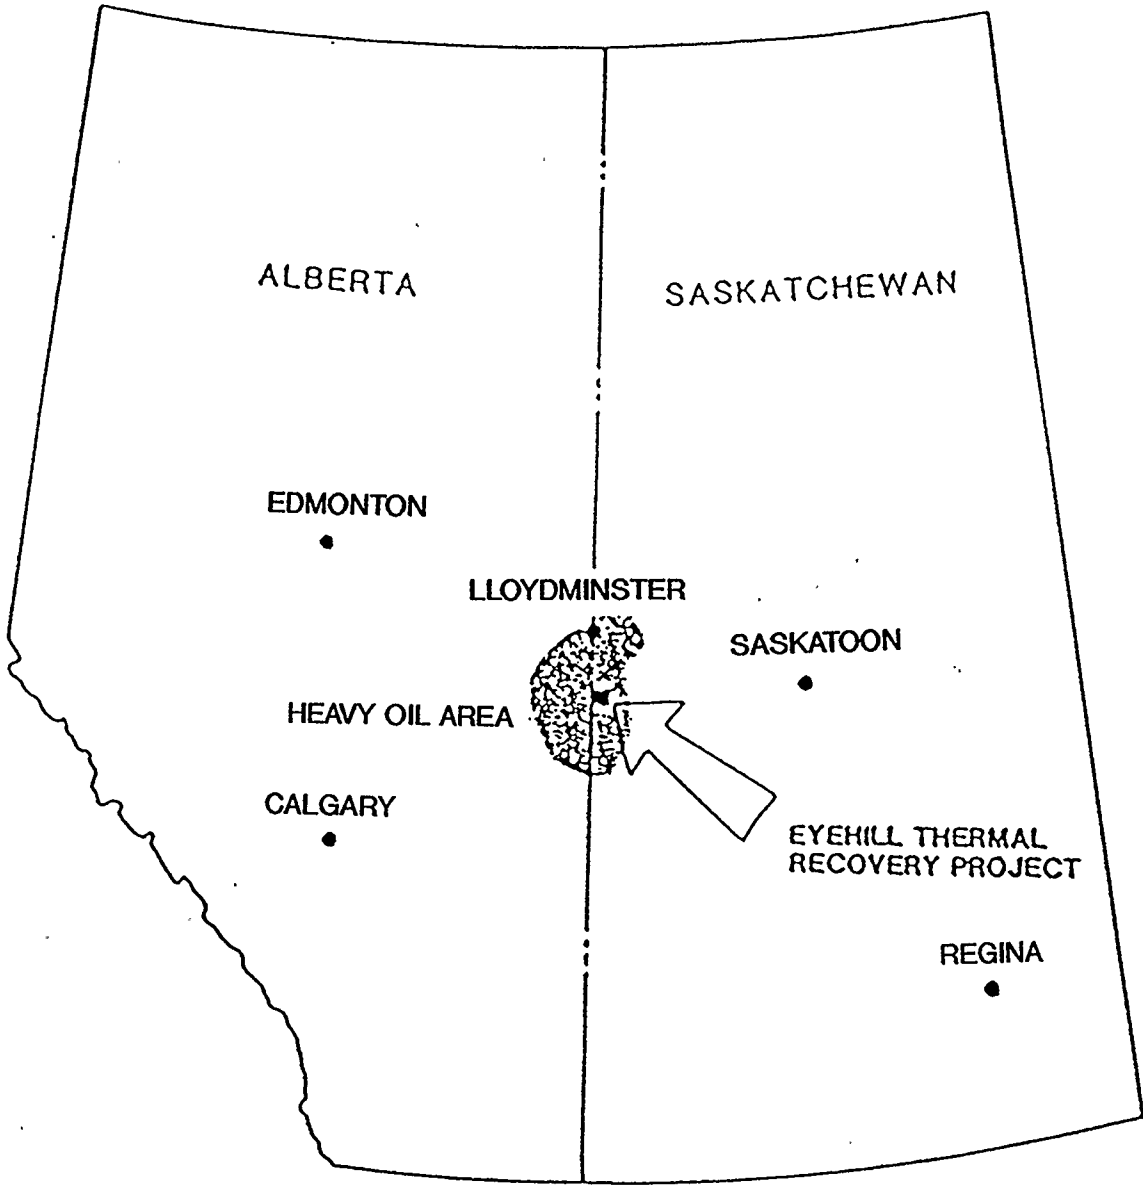 ALBERTA
SASKATCHEWAN
EDMONTON
LLOYDMINSTER
SASKATOON
HEAVY OIL AREA
CALGARY
EYEHILL THERMAL
RECOVERY PROJECT
REGINA